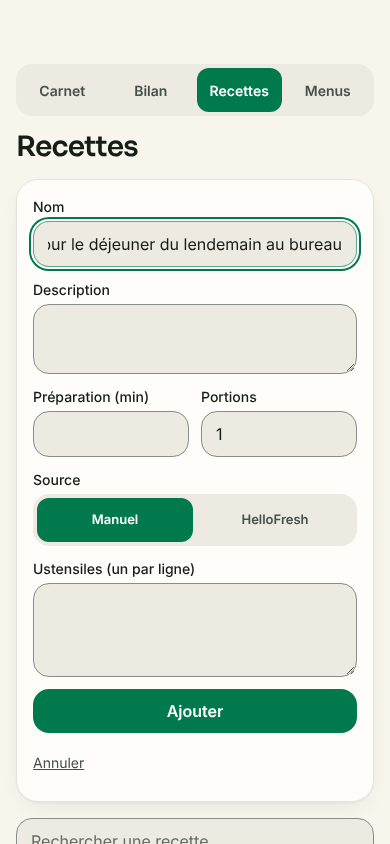 Carnet Bilan Recettes Menus
Recettes
Nom
our le déjeuner du lendemain au bureau
Description
Préparation (min) Portions
1
Source
Manuel HelloFresh
Ustensiles (un par ligne)
Ajouter
Annuler
Rechercher une recette